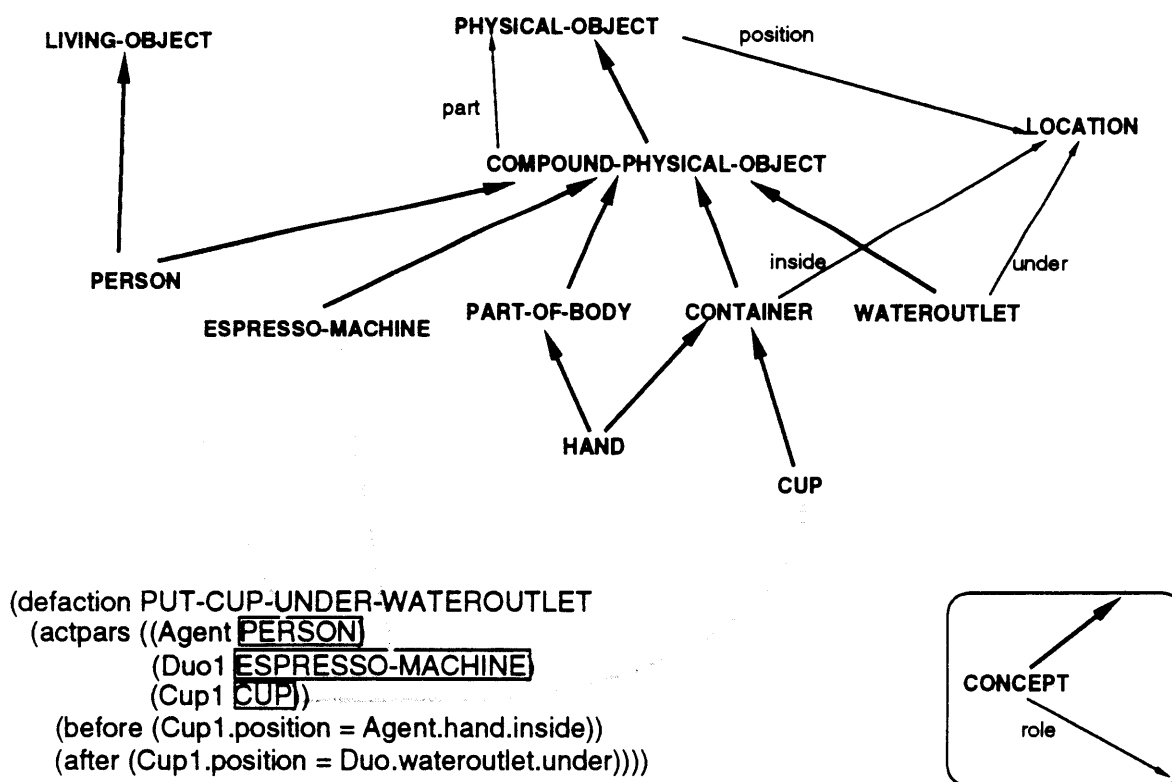 LIVING-OBJECT
PHYSICAL-OBJECT
position
part
LOCATION
COMPOUND-PHYSICAL-OBJECT
PERSON
inside
under
ESPRESSO-MACHINE
PART-OF-BODY
CONTAINER
WATEROUTLET
HAND
CUP
(defaction PUT-CUP-UNDER-WATEROUTLET
(actpars ((Agent PERSON)
(Duo1 ESPRESSO-MACHINE)
(Cup1 CUP))
(before (Cup1.position = Agent.hand.inside))
(after (Cup1.position = Duo.wateroutlet.under))))
CONCEPT
role